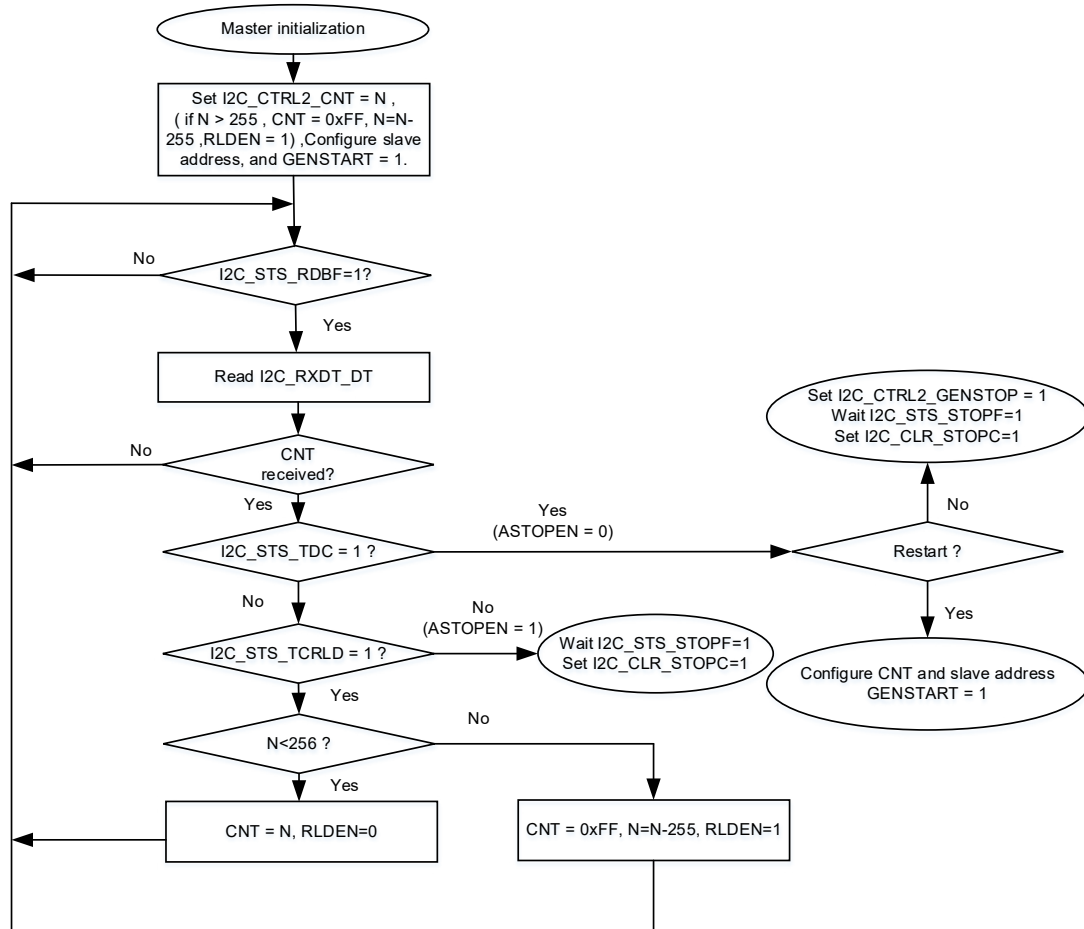 Master initialization
Set I2C_CTRL2_CNT = N ,
( if N > 255 , CNT = 0xFF, N=N-
255 ,RLDEN = 1) ,Configure slave
address, and GENSTART = 1.
No
I2C_STS_RDBF=1?
Yes
Read I2C_RXDT_DT
No
CNT
received?
Yes
I2C_STS_TDC = 1 ?
Yes
(ASTOPEN = 0)
Set I2C_CTRL2_GENSTOP = 1
Wait I2C_STS_STOPF=1
Set I2C_CLR_STOPC=1
No
Restart ?
Yes
Configure CNT and slave address
GENSTART = 1
No
I2C_STS_TCRLD = 1 ?
No
(ASTOPEN = 1)
Wait I2C_STS_STOPF=1
Set I2C_CLR_STOPC=1
Yes
N<256 ?
No
Yes
CNT = N, RLDEN=0
CNT = 0xFF, N=N-255, RLDEN=1